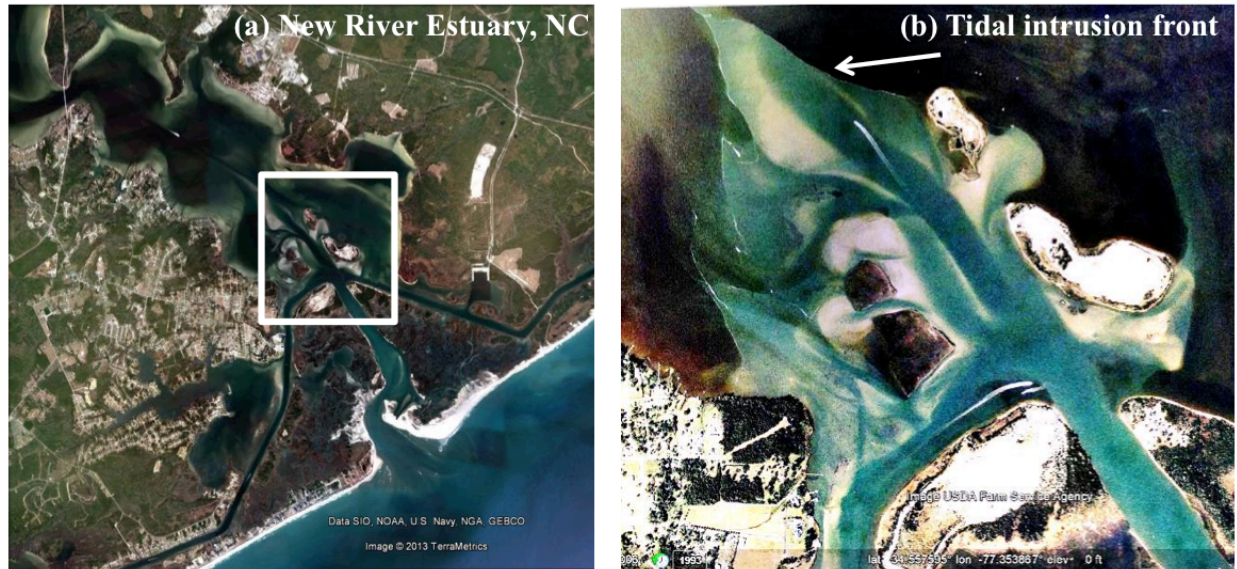 (a) New River Estuary, NC
Data SIO, NOAA, U.S. Navy, NGA, GEBCO
Image © 2013 TerraMetrics
(b) Tidal intrusion front
Image USDA Farm Service Agency
1993
lat 34.557595° lon -77.353867° elev 0 ft